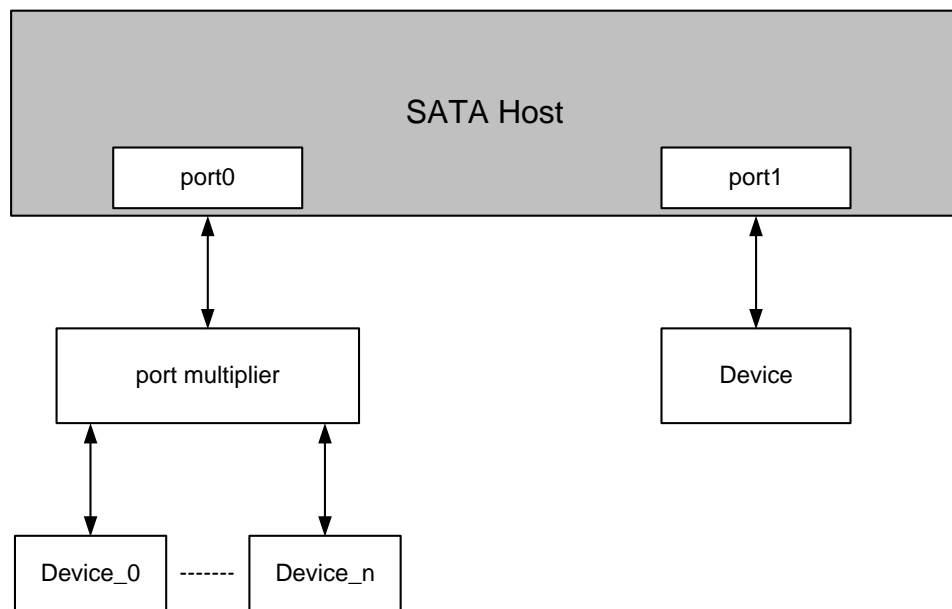 SATA Host
port0
port1
port multiplier
Device
Device_0
Device_n